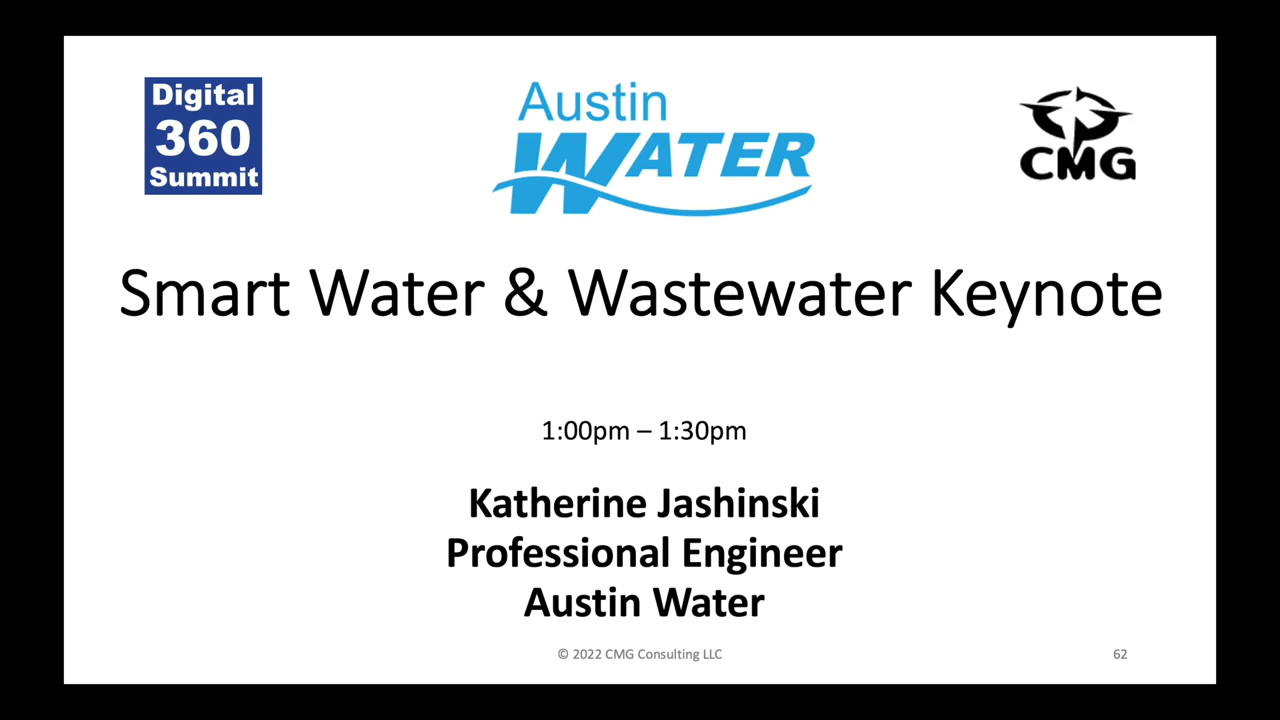 Digital
360
Summit
Austin
WATER
CMG
Smart Water & Wastewater Keynote
1:00pm – 1:30pm
Katherine Jashinski
Professional Engineer
Austin Water
© 2022 CMG Consulting LLC
62